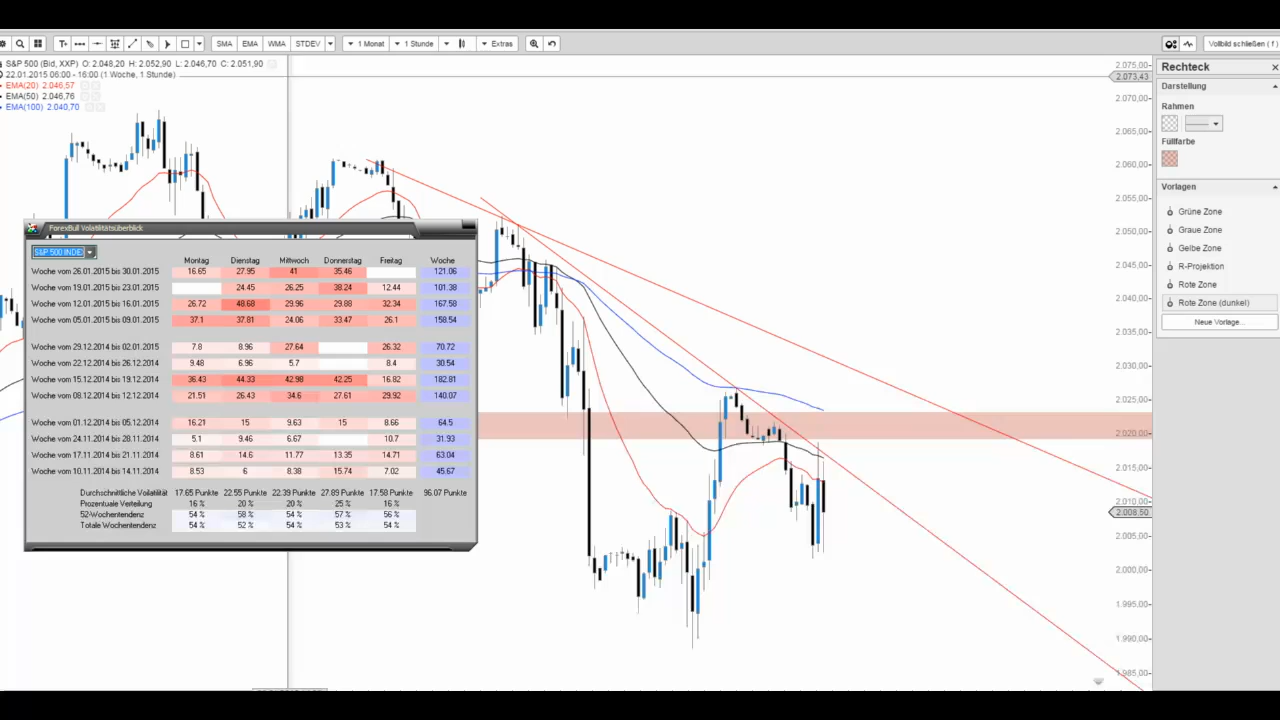 T+
SMA EMA WMA STDEV 1 Monat 1 Stunde Extras Vollbild schließen ( f )
S&P 500 (Bid, XXP) O: 2.048,20 H: 2.052,90 L: 2.046,70 C: 2.051,90
22.01.2015 06:00 - 16:00 (1 Woche, 1 Stunde)
EMA(20) 2.046,57
EMA(50) 2.046,76
EMA(100) 2.040,70
ForexBull Volatilitätsüberblick
S&P 500 INDE
Montag Dienstag Mittwoch Donnerstag Freitag Woche
Woche vom 26.01.2015 bis 30.01.2015 16.65 27.95 41 35.46 121.06
Woche vom 19.01.2015 bis 23.01.2015 24.45 26.25 38.24 12.44 101.38
Woche vom 12.01.2015 bis 16.01.2015 26.72 48.68 29.96 29.88 32.34 167.58
Woche vom 05.01.2015 bis 09.01.2015 37.1 37.81 24.06 33.47 26.1 158.54
Woche vom 29.12.2014 bis 02.01.2015 7.8 8.96 27.64 26.32 70.72
Woche vom 22.12.2014 bis 26.12.2014 9.48 6.96 5.7 8.4 30.54
Woche vom 15.12.2014 bis 19.12.2014 36.43 44.33 42.98 42.25 16.82 182.81
Woche vom 08.12.2014 bis 12.12.2014 21.51 26.43 34.6 27.61 29.92 140.07
Woche vom 01.12.2014 bis 05.12.2014 16.21 15 9.63 15 8.66 64.5
Woche vom 24.11.2014 bis 28.11.2014 5.1 9.46 6.67 10.7 31.93
Woche vom 17.11.2014 bis 21.11.2014 8.61 14.6 11.77 13.35 14.71 63.04
Woche vom 10.11.2014 bis 14.11.2014 8.53 6 8.38 15.74 7.02 45.67
Durchschnittliche Volatilität 17.65 Punkte 22.55 Punkte 22.39 Punkte 27.89 Punkte 17.58 Punkte 96.07 Punkte
Prozentuale Verteilung 16 % 20 % 20 % 25 % 16 %
52-Wochentendenz 54 % 58 % 54 % 57 % 56 %
Totale Wochentendenz 54 % 52 % 54 % 53 % 54 %
2.075,00
2.073,43
2.070,00
2.065,00
2.060,00
2.055,00
2.050,00
2.045,00
2.040,00
2.035,00
2.030,00
2.025,00
2.020,00
2.015,00
2.010,00
2.008,50
2.005,00
2.000,00
1.995,00
1.990,00
1.985,00
Rechteck
Darstellung
Rahmen
Füllfarbe
Vorlagen
Grüne Zone
Graue Zone
Gelbe Zone
R-Projektion
Rote Zone
Rote Zone (dunkel)
Neue Vorlage...